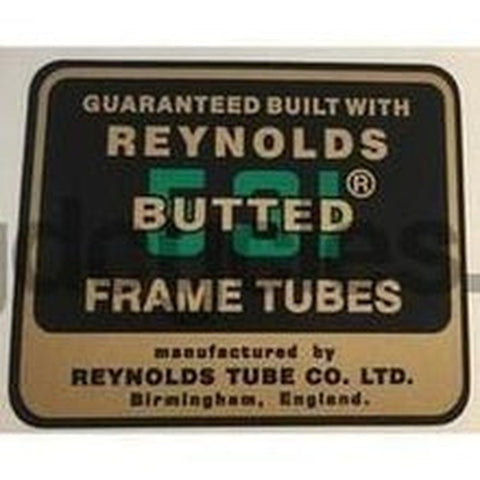 GUARANTEED BUILT WITH
REYNOLDS
531
BUTTED®
FRAME TUBES
manufactured by
REYNOLDS TUBE CO. LTD.
Birmingham, England.